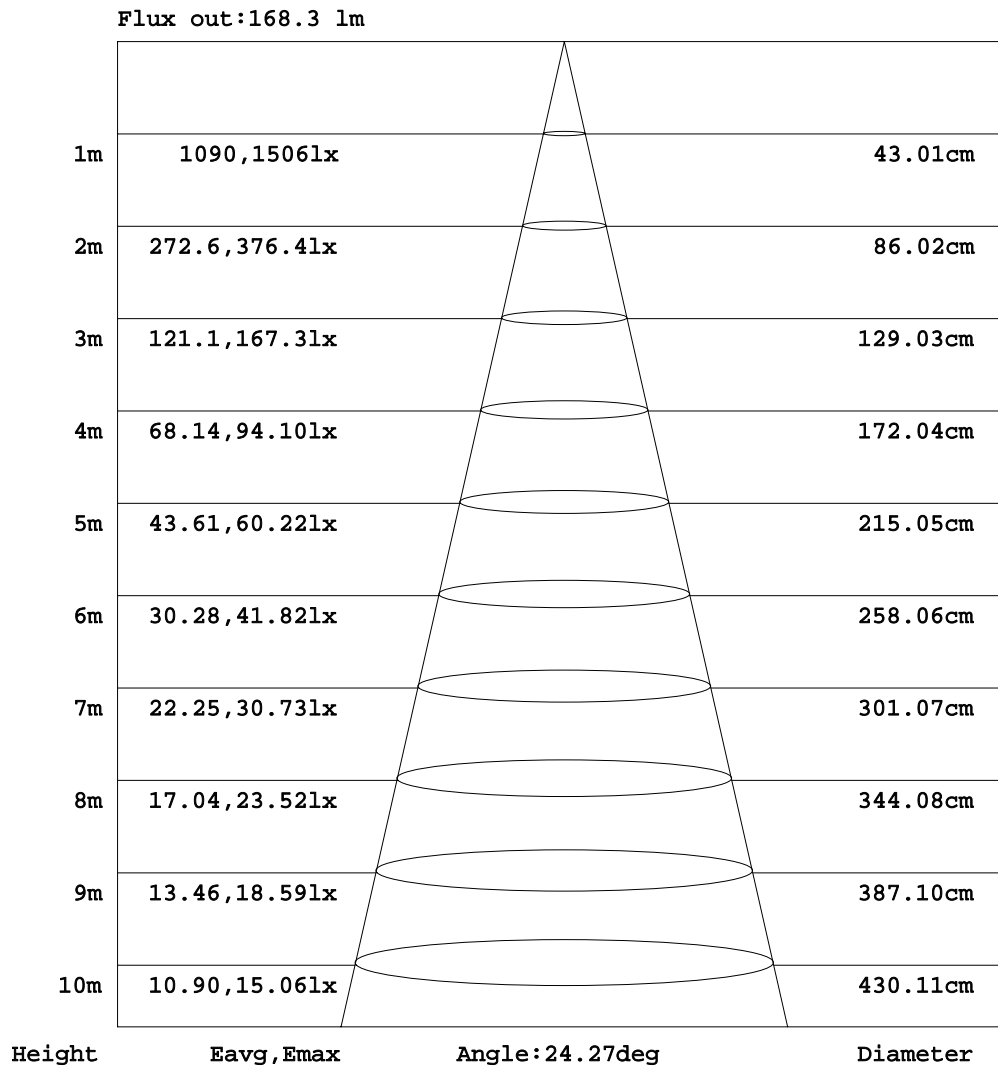 Flux out:168.3 lm
1m 1090,1506lx 43.01cm
2m 272.6,376.4lx 86.02cm
3m 121.1,167.3lx 129.03cm
4m 68.14,94.10lx 172.04cm
5m 43.61,60.22lx 215.05cm
6m 30.28,41.82lx 258.06cm
7m 22.25,30.73lx 301.07cm
8m 17.04,23.52lx 344.08cm
9m 13.46,18.59lx 387.10cm
10m 10.90,15.06lx 430.11cm
Height Eavg,Emax Angle:24.27deg Diameter